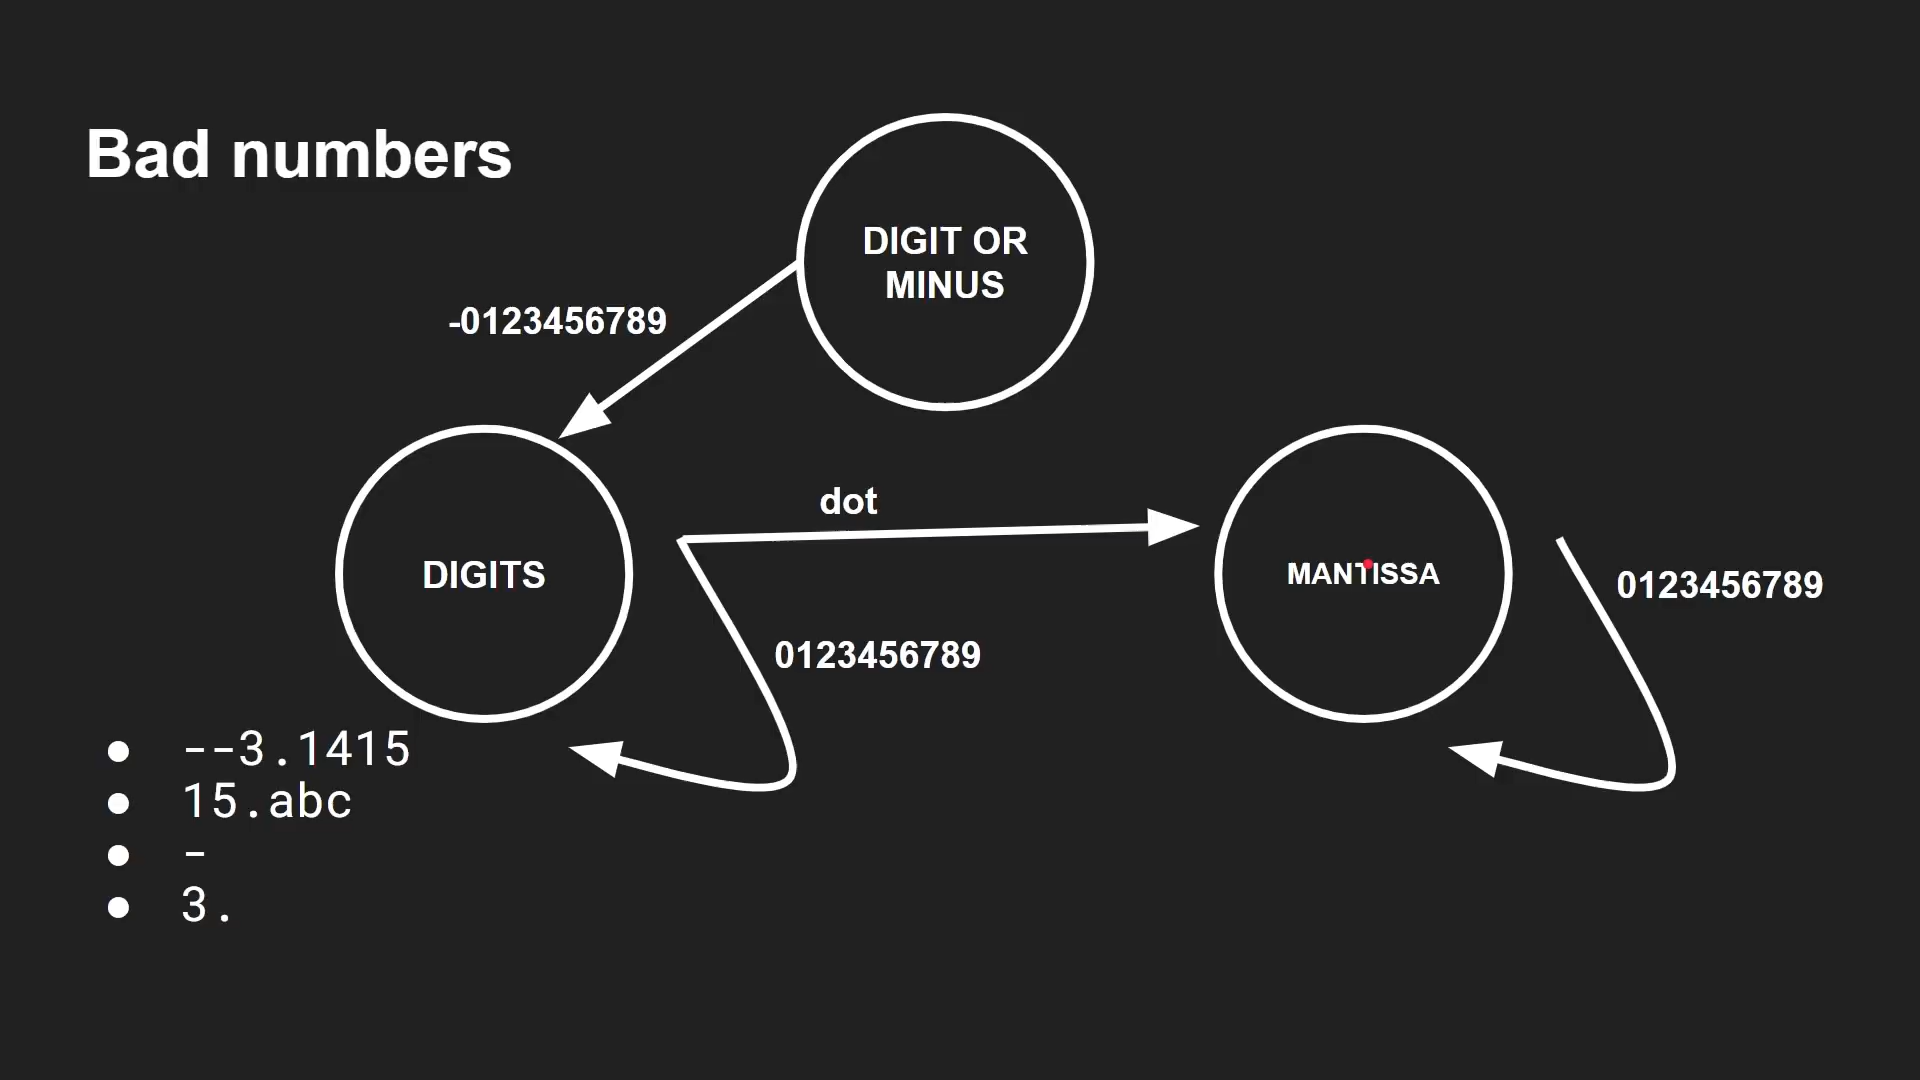 Bad numbers
DIGIT OR
MINUS
-0123456789
dot
DIGITS
MANTISSA
0123456789
0123456789
--3.1415
15.abc
-
3.